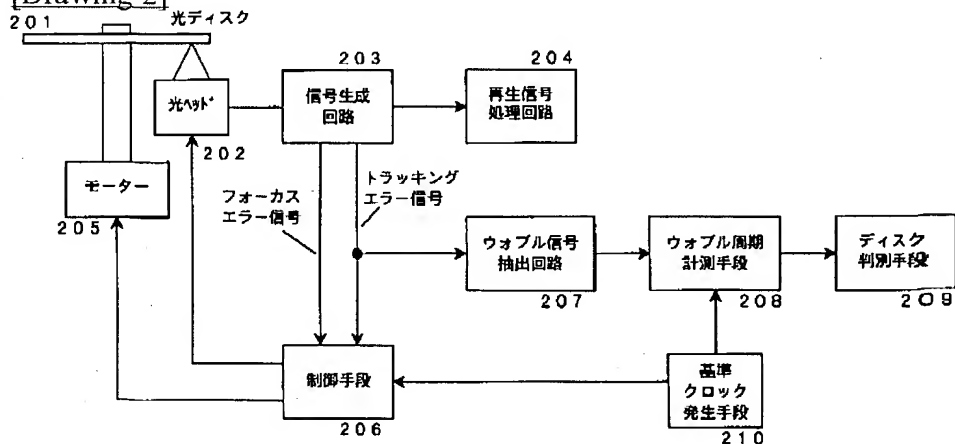 [Drawing 2]
201
光ディスク
203
204
光ヘッド
信号生成
回路
再生信号
処理回路
202
モーター
205
フォーカス
エラー信号
トラッキング
エラー信号
ウォブル信号
抽出回路
207
ウォブル周期
計測手段
208
ディスク
判別手段
209
制御手段
206
基準
クロック
発生手段
210